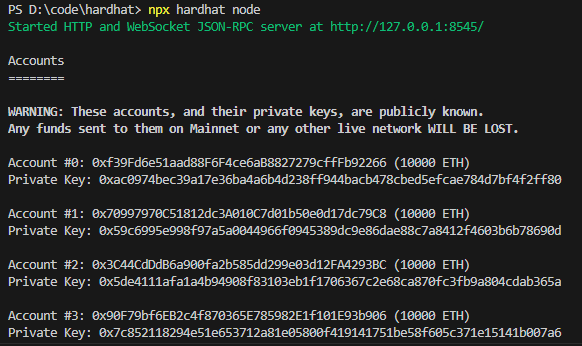 PS D:\code\hardhat> npx hardhat node
Started HTTP and WebSocket JSON-RPC server at http://127.0.0.1:8545/
Accounts
========
WARNING: These accounts, and their private keys, are publicly known.
Any funds sent to them on Mainnet or any other live network WILL BE LOST.
Account #0: 0xf39Fd6e51aad88F6F4ce6aB8827279cffFb92266 (10000 ETH)
Private Key: 0xac0974bec39a17e36ba4a6b4d238ff944bacb478cbed5efcae784d7bf4f2ff80
Account #1: 0x70997970C51812dc3A010C7d01b50e0d17dc79C8 (10000 ETH)
Private Key: 0x59c6995e998f97a5a0044966f0945389dc9e86dae88c7a8412f4603b6b78690d
Account #2: 0x3C44CdDdB6a900fa2b585dd299e03d12FA4293BC (10000 ETH)
Private Key: 0x5de4111afa1a4b94908f83103eb1f1706367c2e68ca870fc3fb9a804cdab365a
Account #3: 0x90F79bf6EB2c4f870365E785982E1f101E93b906 (10000 ETH)
Private Key: 0x7c852118294e51e653712a81e05800f419141751be58f605c371e15141b007a6